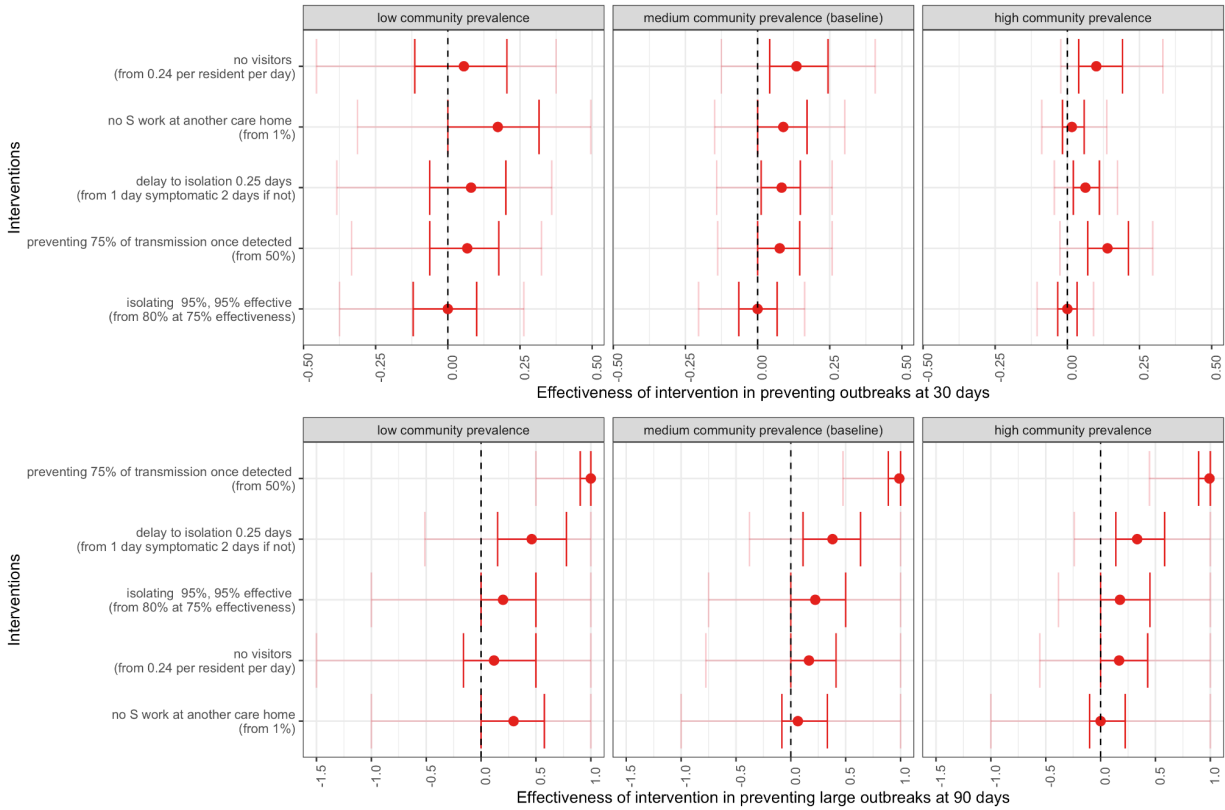 low community prevalence
medium community prevalence (baseline)
high community prevalence
Interventions
no visitors
(from 0.24 per resident per day)
no S work at another care home
(from 1%)
delay to isolation 0.25 days
(from 1 day symptomatic 2 days if not)
preventing 75% of transmission once detected
(from 50%)
isolating  95%, 95% effective
(from 80% at 75% effectiveness)
-0.50
-0.25
0.00
0.25
0.50
-0.50
-0.25
0.00
0.25
0.50
-0.50
-0.25
0.00
0.25
0.50
Effectiveness of intervention in preventing outbreaks at 30 days
low community prevalence
medium community prevalence (baseline)
high community prevalence
Interventions
preventing 75% of transmission once detected
(from 50%)
delay to isolation 0.25 days
(from 1 day symptomatic 2 days if not)
isolating  95%, 95% effective
(from 80% at 75% effectiveness)
no visitors
(from 0.24 per resident per day)
no S work at another care home
(from 1%)
-1.5
-1.0
-0.5
0.0
0.5
1.0
-1.5
-1.0
-0.5
0.0
0.5
1.0
-1.5
-1.0
-0.5
0.0
0.5
1.0
Effectiveness of intervention in preventing large outbreaks at 90 days